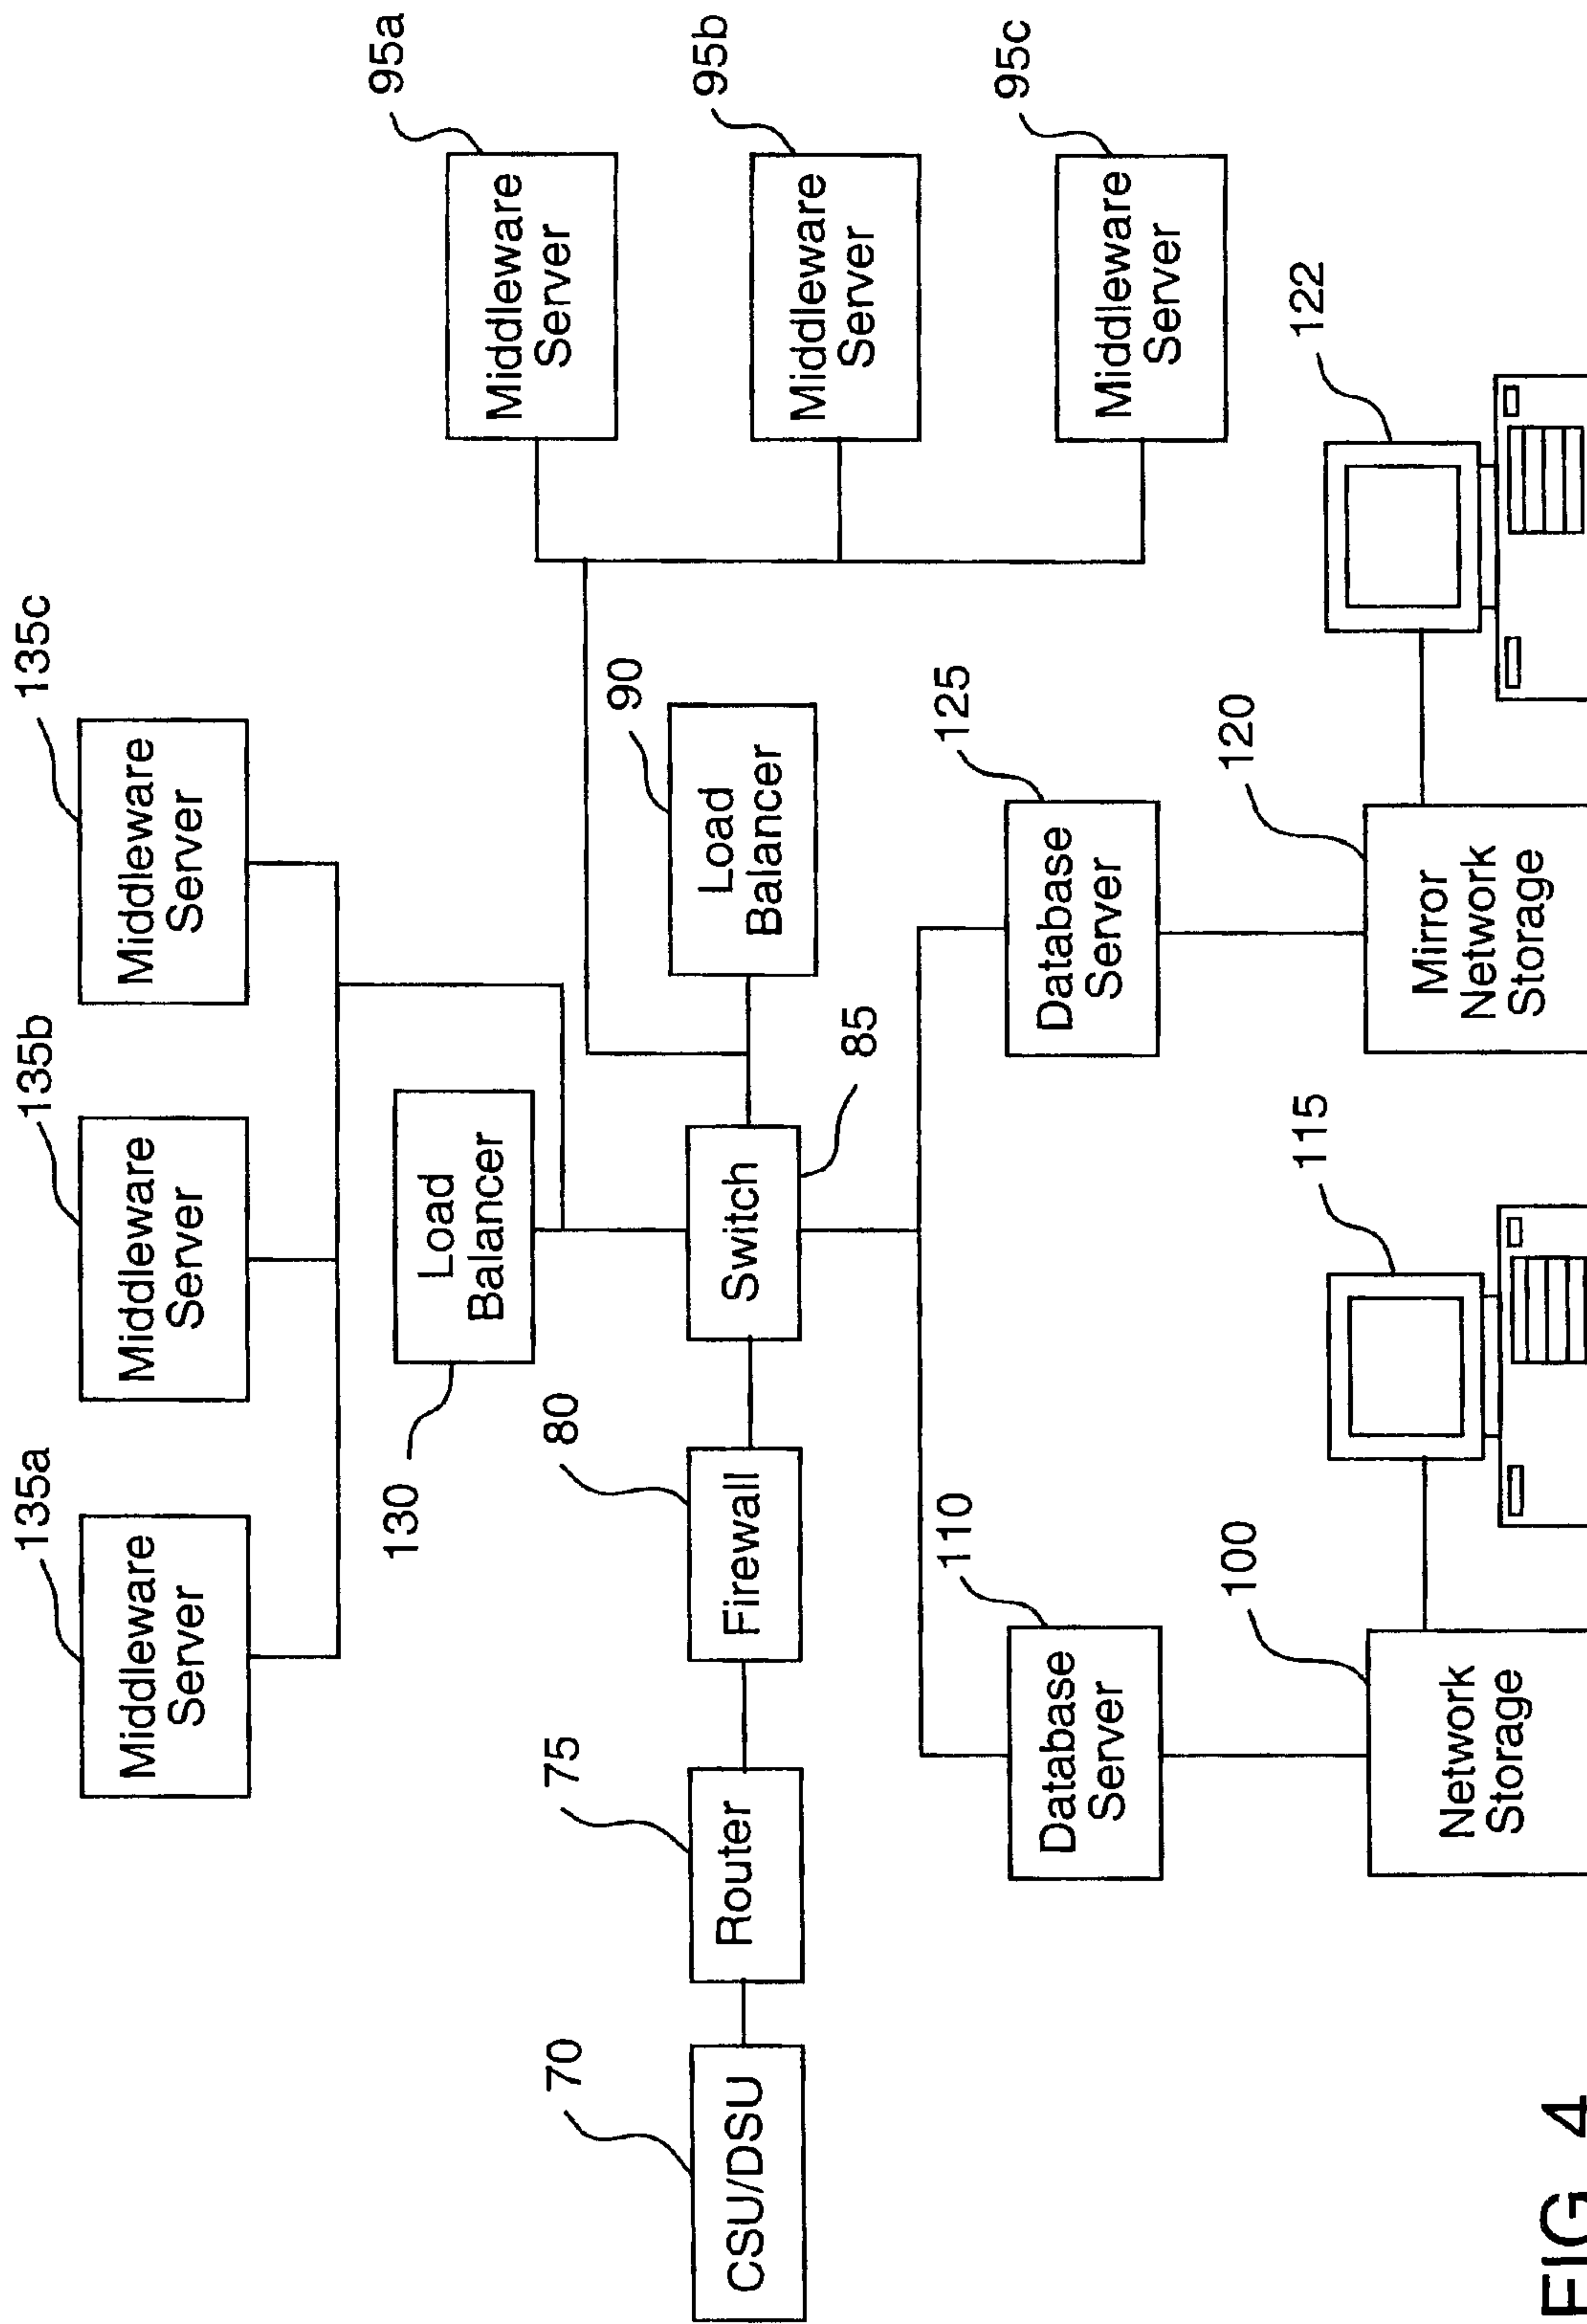 135a
135b
135c
Middleware
Server
Middleware
Server
Middleware
Server
95a
Middleware
Server
130
Load
Balancer
90
Load
Balancer
95b
Middleware
Server
70
75
80
85
CSU/DSU
Router
Firewall
Switch
95c
Middleware
Server
110
Database
Server
125
Database
Server
100
Network
Storage
115
120
Mirror
Network
Storage
122
FIG. 4